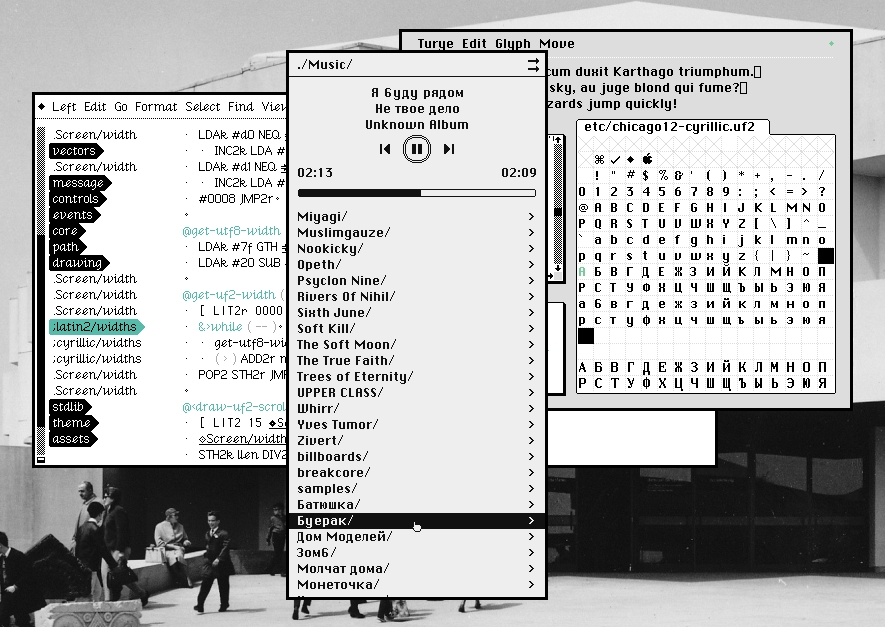 Turye Edit Glyph Move
cum duxit Karthago triumphum.
sky, au juge blond qui fume?
zards jump quickly!
./Music/
Я буду рядом
Не твое дело
Unknown Album
02:13 02:09
Miyagi/ >
Muslimgauze/ >
Nookicky/ >
Opeth/ >
Psyclon Nine/ >
Rivers Of Nihil/ >
Sixth June/ >
Soft Kill/ >
The Soft Moon/ >
The True Faith/ >
Trees of Eternity/ >
UPPER CLASS/ >
Whirr/ >
Yves Tumor/ >
Zivert/ >
billboards/ >
breakcore/ >
samples/ >
Батюшка/ >
Буерак/ >
Дом Моделей/ >
Зомб/ >
Молчат дома/ >
Монеточка/ >
Left Edit Go Format Select Find View
.Screen/width
vectors
.Screen/width
message
controls
events
core
path
drawing
.Screen/width
.Screen/width
;latin2/widths
;cyrillic/widths
;cyrillic/widths
.Screen/width
.Screen/width
stdlib
theme
assets
LDAk #d0 NEQ
INC2k LDA #
LDAk #d1 NEQ
INC2k LDA #
#0008 JMP2r
@get-utf8-width
LDAk #7f GTH
LDAk #20 SUB
@get-uf2-width (
[ LIT2r 0000
&>while ( -- )
get-utf8-wi
( > ) ADD2r
POP2 STH2r JM
@<draw-uf2-scrol
[ LIT2 15
Screen/width
STH2k llen DIV2
etc/chicago12-cyrillic.uf2
! " # $ % & ' ( ) * + , - . /
0 1 2 3 4 5 6 7 8 9 : ; < = > ?
@ A B C D E F G H I J K L M N O
P Q R S T U V W X Y Z [ \ ] ^ _
` a b c d e f g h i j k l m n o
p q r s t u v w x y z { | } ~
А Б В Г Д Е Ж З И Й К Л М Н О П
Р С Т У Ф Х Ц Ч Ш Щ Ъ Ы Ь Э Ю Я
а б в г д е ж з и й к л м н о п
р с т у ф х ц ч ш щ ъ ы ь э ю я
А Б В Г Д Е Ж З И Й К Л М Н О П
Р С Т У Ф Х Ц Ч Ш Щ Ъ Ы Ь Э Ю Я